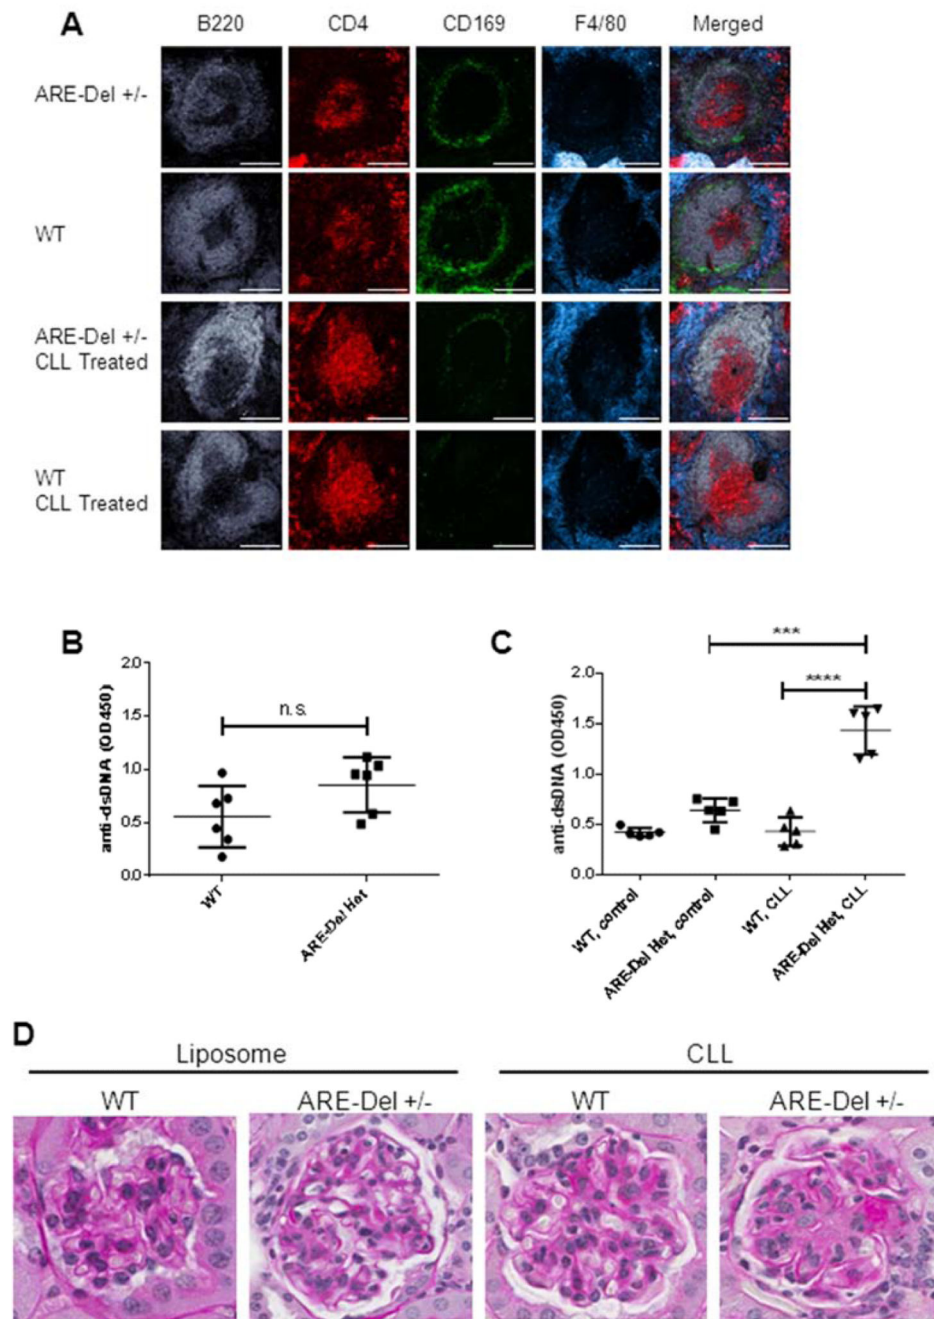 A
B220 CD4 CD169 F4/80 Merged
ARE-Del +/-
WT
ARE-Del +/-
CLL Treated
WT
CLL Treated
B
anti-dsDNA (OD450)
2.0
1.5
1.0
0.5
0.0
n.s.
WT
ARE-Del Het
C
anti-dsDNA (OD450)
2.0
1.5
1.0
0.5
0.0
***
****
WT, control
ARE-Del Het, control
WT, CLL
ARE-Del Het, CLL
D
Liposome CLL
WT ARE-Del +/- WT ARE-Del +/-